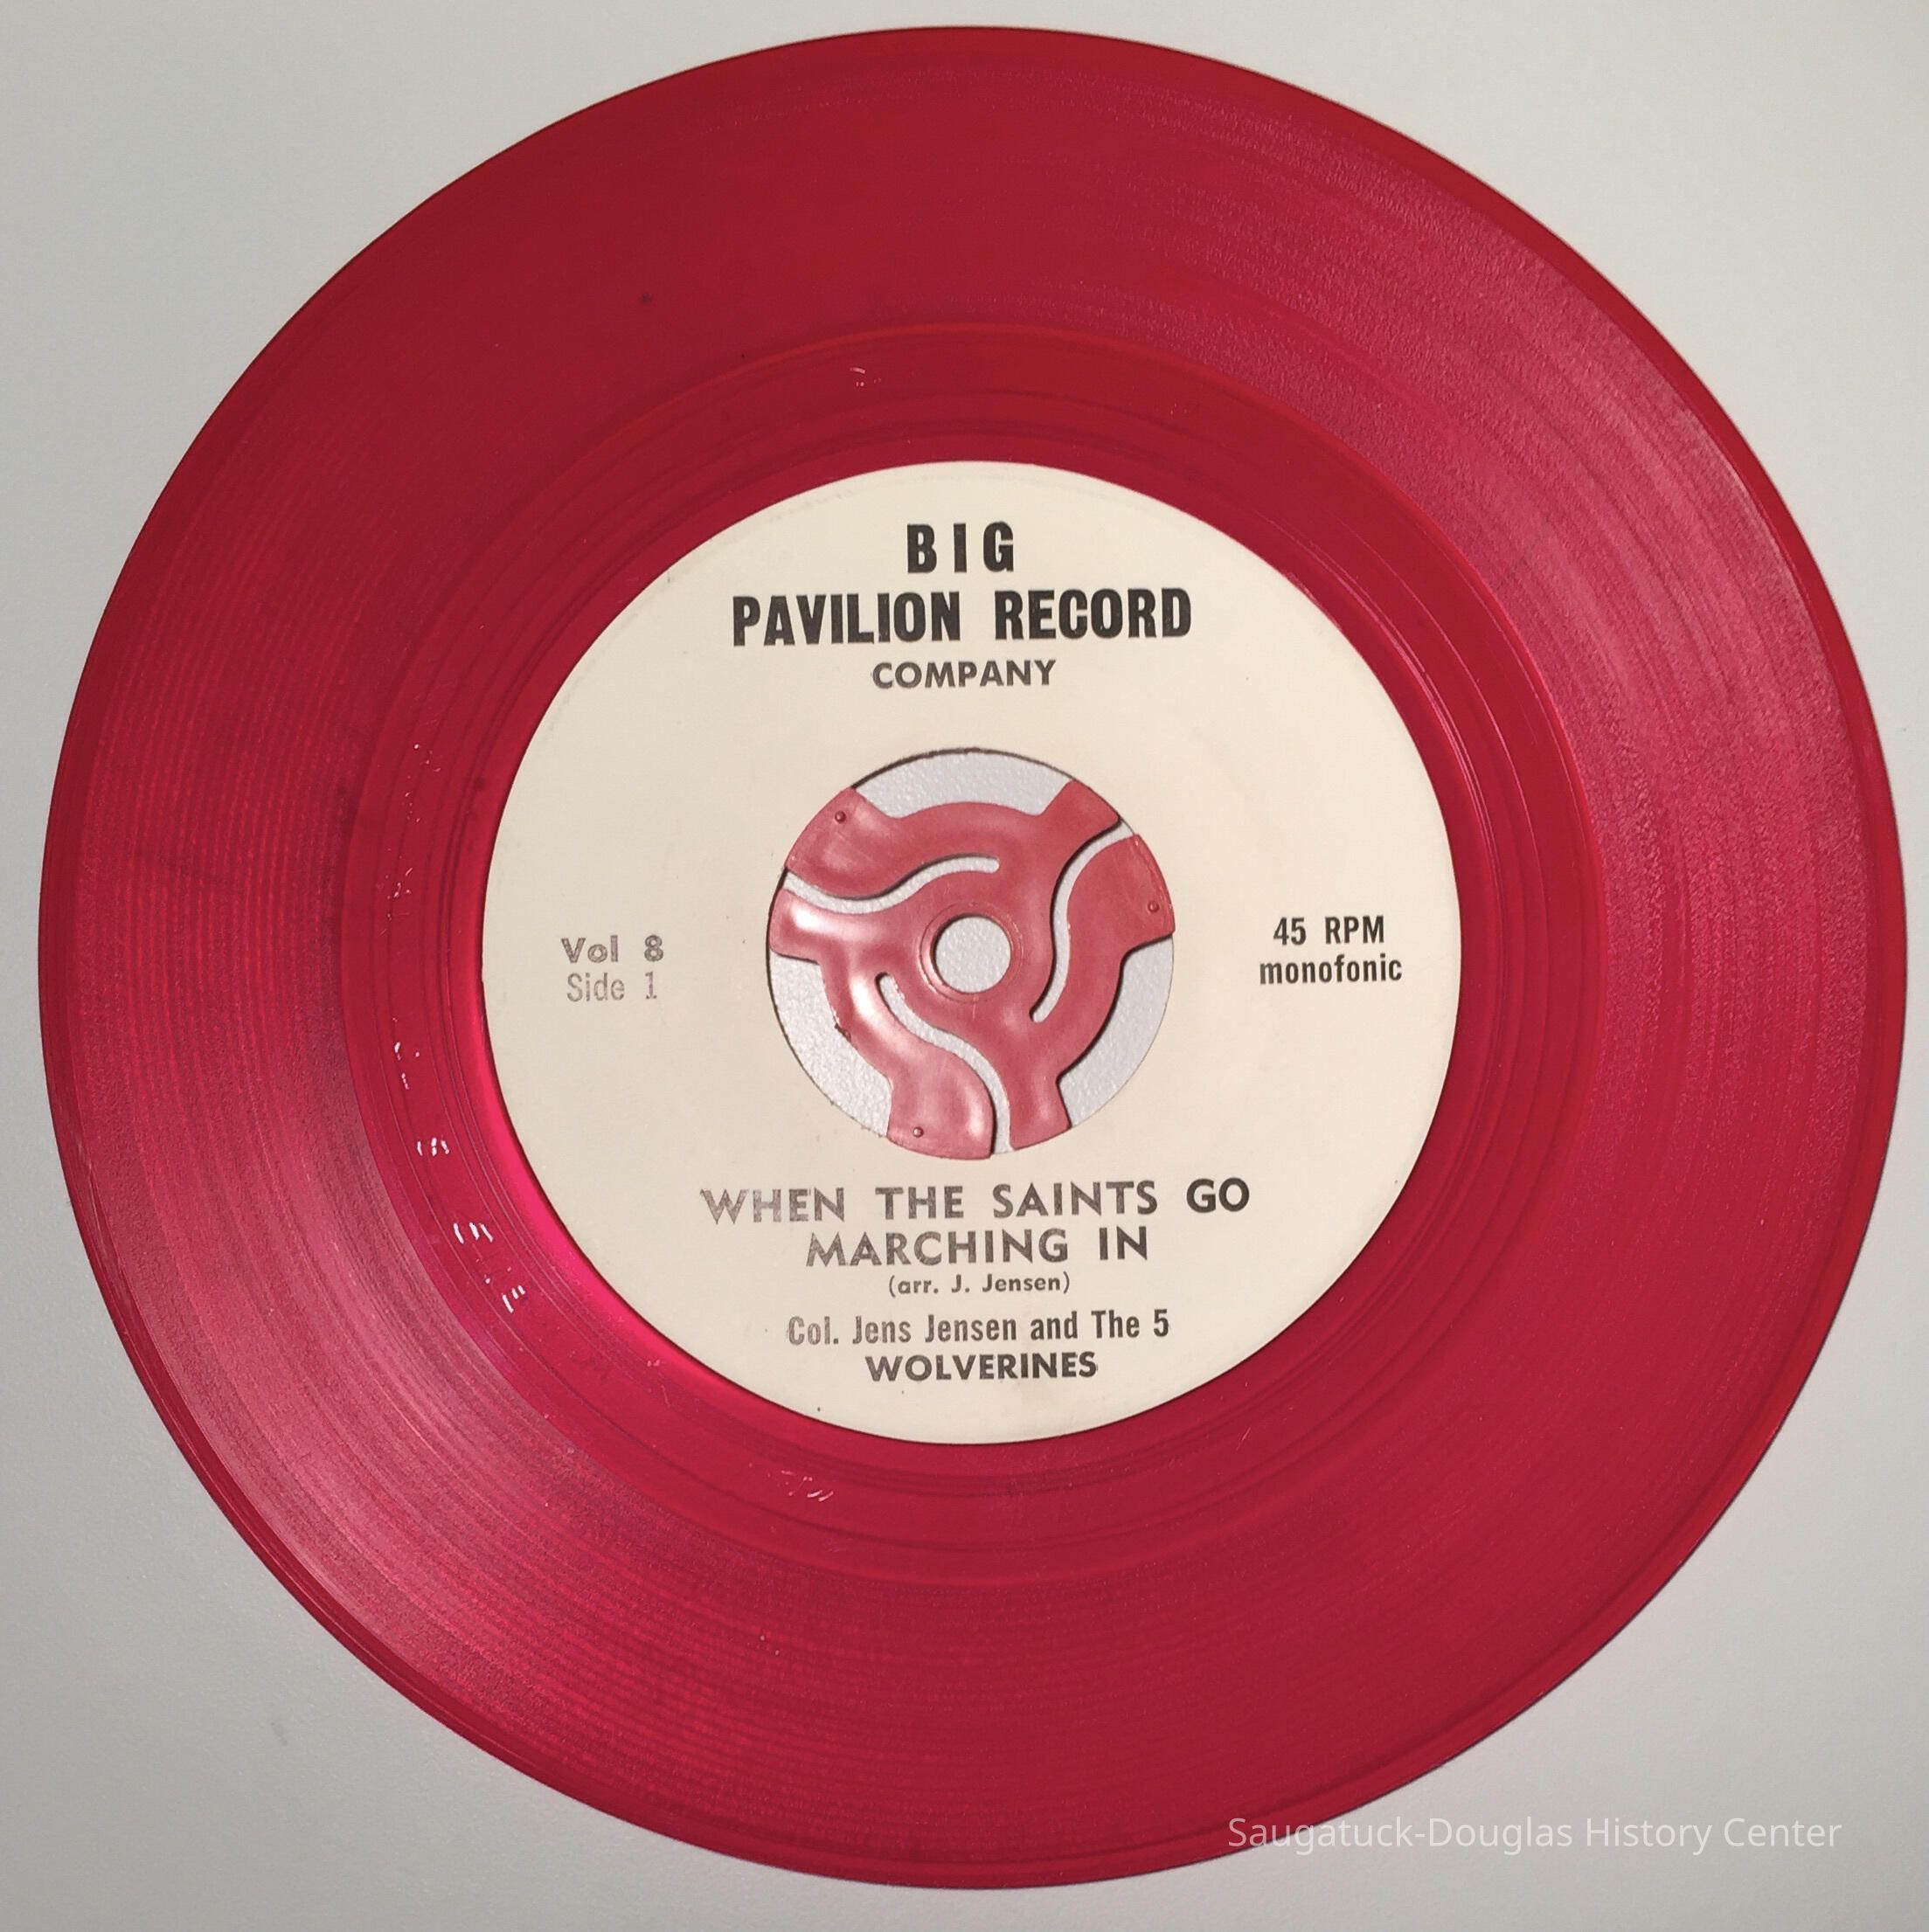 BIG
PAVILION RECORD
COMPANY
Vol 8
Side 1
45 RPM
monofonic
WHEN THE SAINTS GO
MARCHING IN
(arr. J. Jensen)
Col. Jens Jensen and The 5
WOLVERINES
Saugatuck-Douglas History Center